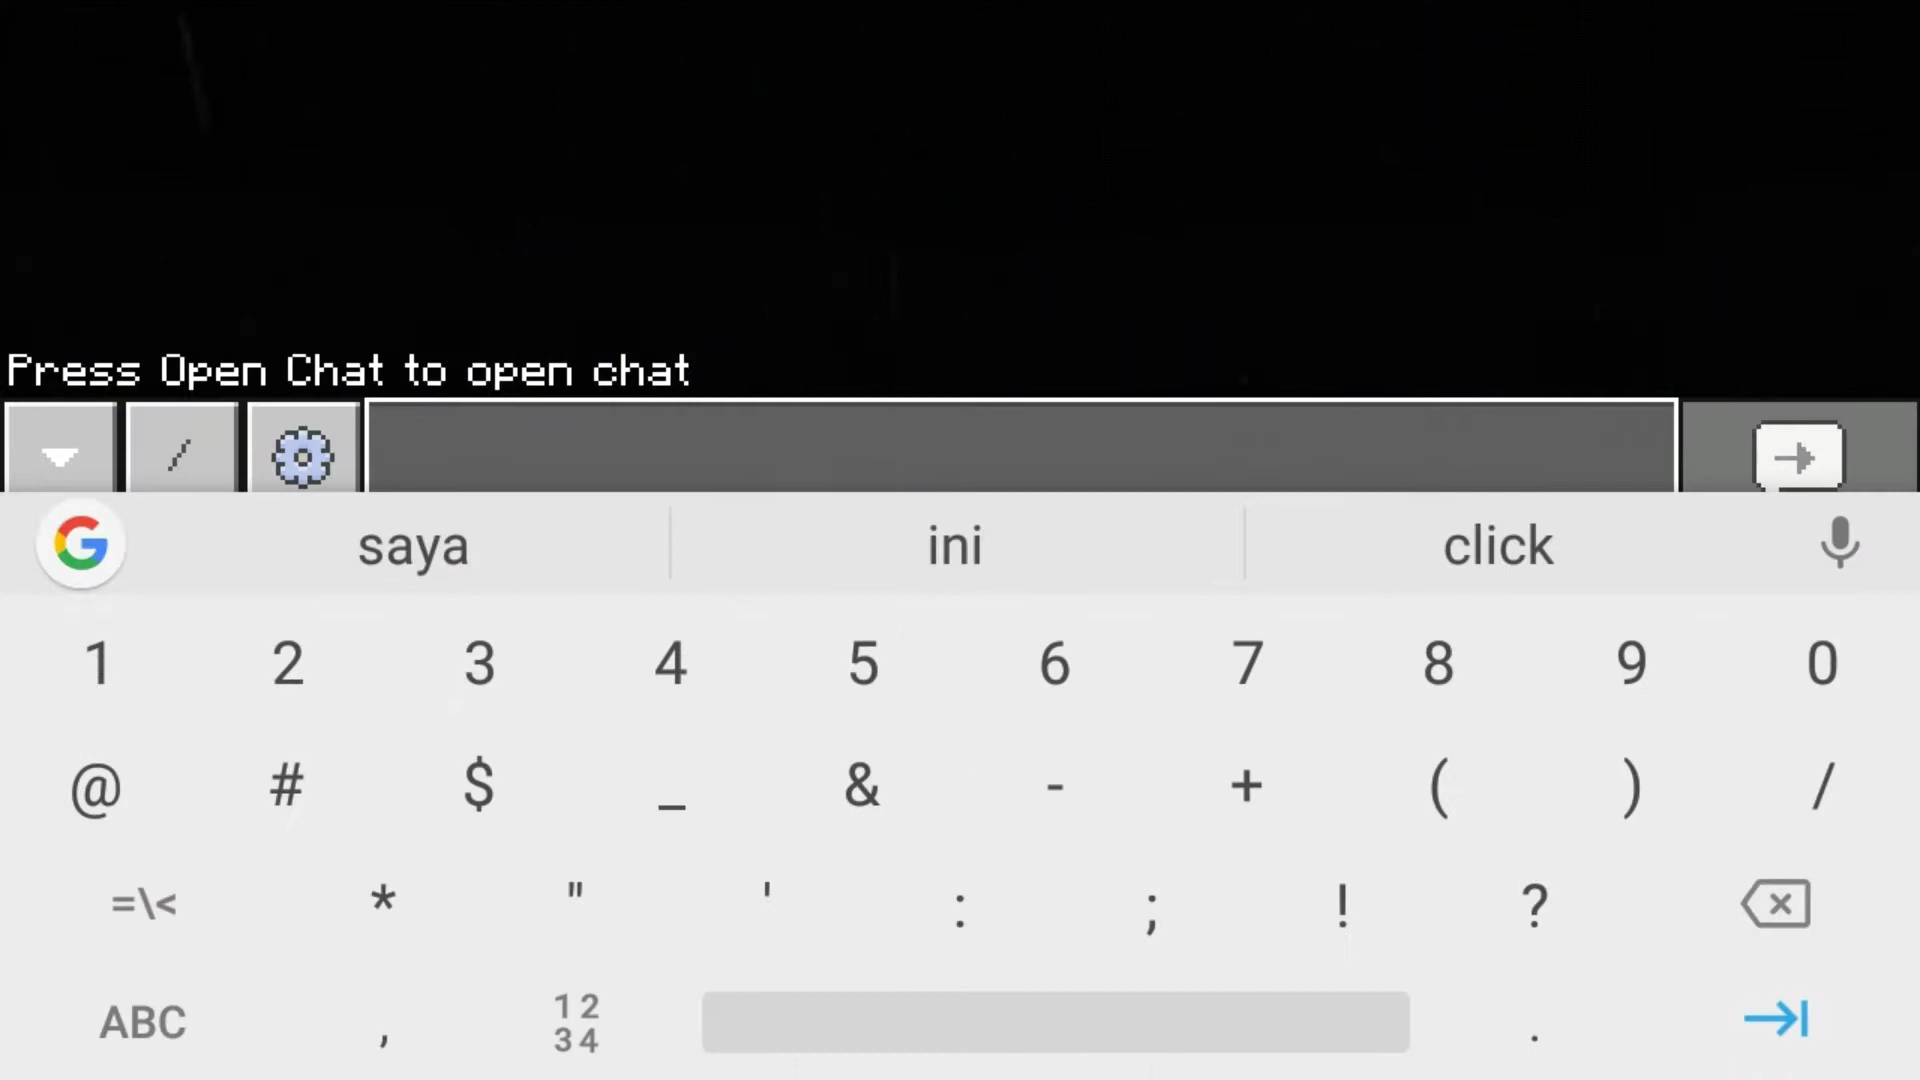 Press Open Chat to open chat
/
saya ini click
1 2 3 4 5 6 7 8 9 0
@ # $ _ & - + ( ) /
=\< * " ' : ; ! ?
ABC , 12 34 .